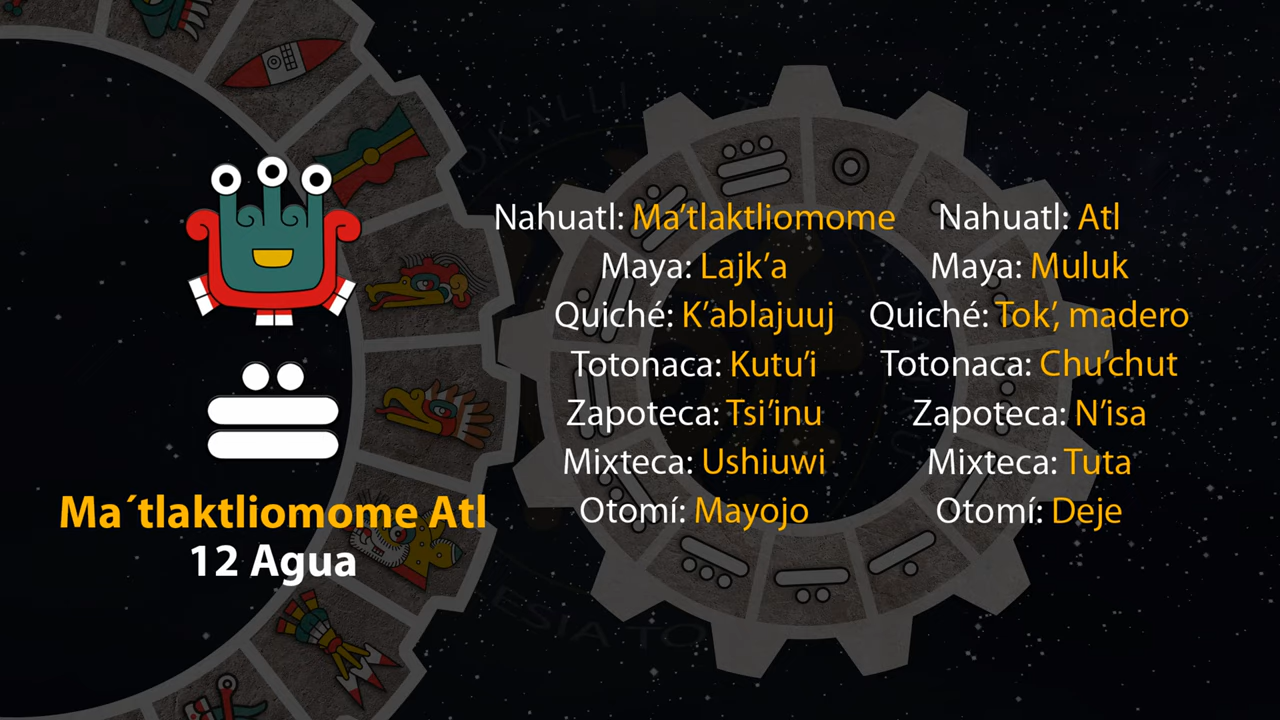 Nahuatl: Ma’tlaktliomome
Maya: Lajk’a
Quiché: K’ablajuuj
Totonaca: Kutu’i
Zapoteca: Tsi’inu
Mixteca: Ushiuwi
Otomí: Mayojo
Nahuatl: Atl
Maya: Muluk
Quiché: Tok’, madero
Totonaca: Chu’chut
Zapoteca: N’isa
Mixteca: Tuta
Otomí: Deje
Ma´tlaktliomome Atl
12 Agua